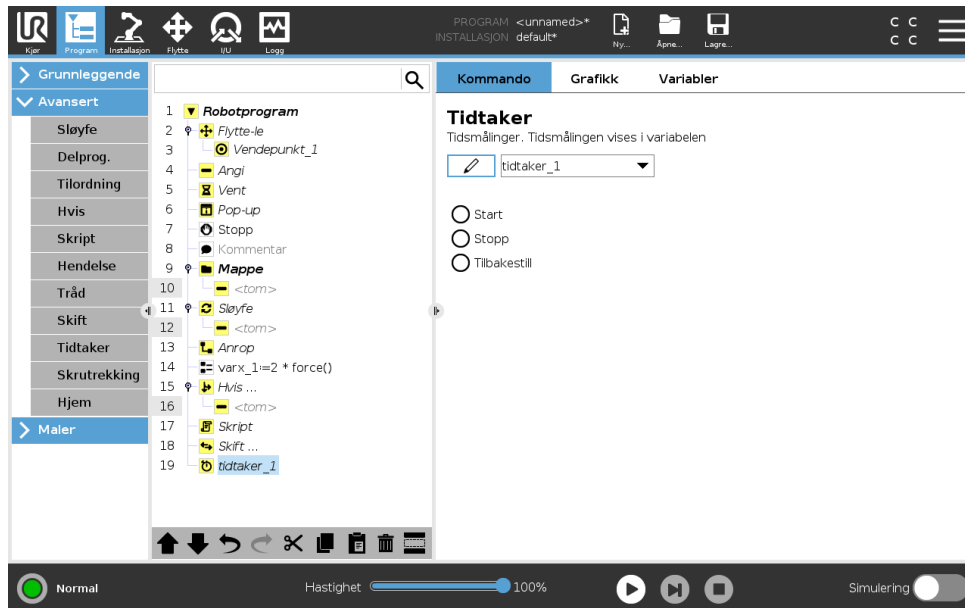 PROGRAM <unnamed>*
INSTALLASJON default*
Kjør
Program
Installasjon
Flytte
I/U
Logg
Ny...
Åpne...
Lagre...
C C
C C
Grunnleggende
Avansert
Sløyfe
Delprog.
Tilordning
Hvis
Skript
Hendelse
Tråd
Skift
Tidtaker
Skrutrekking
Hjem
Maler
1 Robotprogram
2 Flytte-le
3 Vendepunkt_1
4 Angi
5 Vent
6 Pop-up
7 Stopp
8 Kommentar
9 Mappe
10 <tom>
11 Sløyfe
12 <tom>
13 Anrop
14 varx_1≔2 * force()
15 Hvis ...
16 <tom>
17 Skript
18 Skift ...
19 tidtaker_1
Kommando
Grafikk
Variabler
Tidtaker
Tidsmålinger. Tidsmålingen vises i variabelen
tidtaker_1
Start
Stopp
Tilbakestill
Normal
Hastighet
100%
Simulering